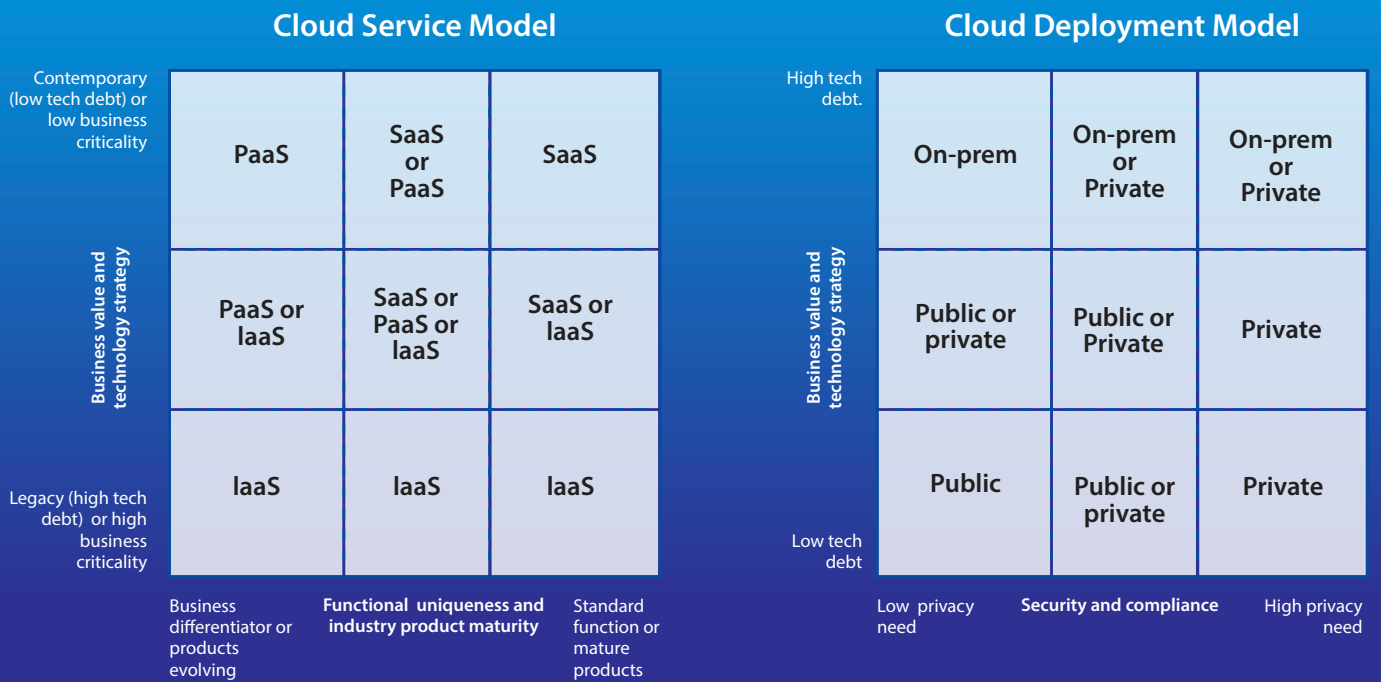 Cloud Service Model
Contemporary
(low tech debt) or
low business
criticality
Business value and
technology strategy
Legacy (high tech
debt) or high
business
criticality
PaaS
SaaS
or
PaaS
SaaS
PaaS or
IaaS
SaaS or
PaaS or
IaaS
SaaS or
IaaS
IaaS
IaaS
IaaS
Business
differentiator or
products
evolving
Functional uniqueness and
industry product maturity
Standard
function or
mature
products
Cloud Deployment Model
High tech
debt.
Business value and
technology strategy
Low tech
debt
On-prem
On-prem
or
Private
On-prem
or
Private
Public or
private
Public or
Private
Private
Public
Public or
private
Private
Low privacy
need
Security and compliance
High privacy
need